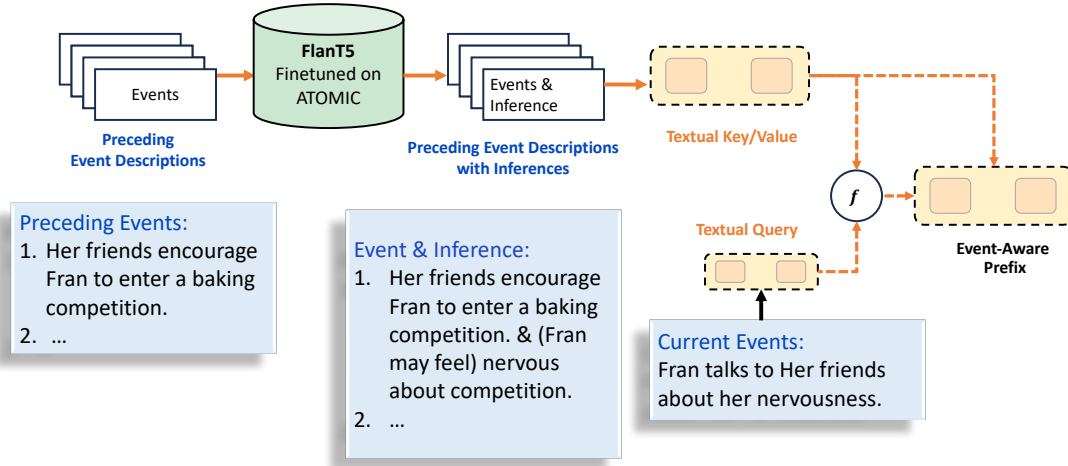 FlanT5
Finetuned on
ATOMIC
Events
Events &
Inference
Preceding
Event Descriptions
Preceding Event Descriptions
with Inferences
Textual Key/Value
f
Textual Query
Event-Aware
Prefix
Preceding Events:
1. Her friends encourage
Fran to enter a baking
competition.
2. ...
Event & Inference:
1. Her friends encourage
Fran to enter a baking
competition. & (Fran
may feel) nervous
about competition.
2. ...
Current Events:
Fran talks to Her friends
about her nervousness.